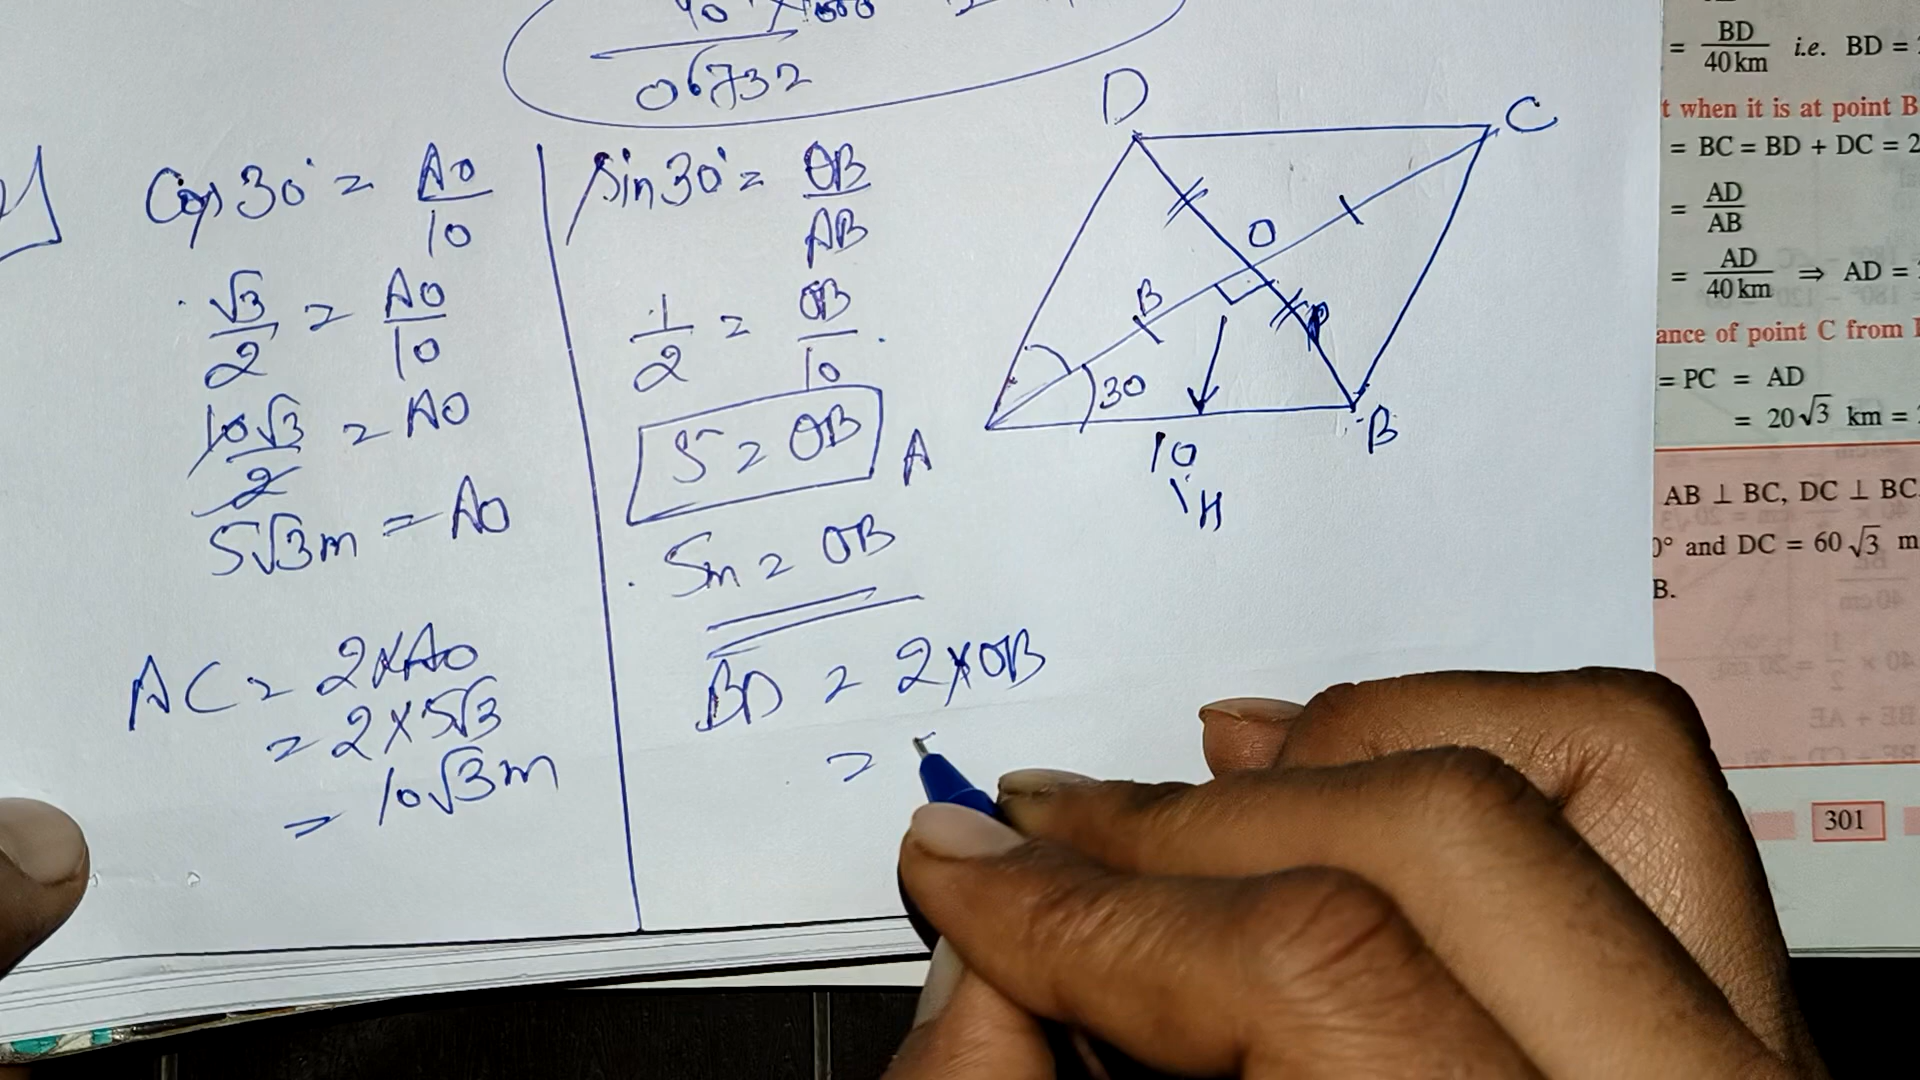 06732
Cos 30° = AO/10
√3/2 = AO/10
10√3/2 = AO
5√3m = AO
AC = 2×AO
= 2×5√3
= 10√3m
Sin 30° = OB/AB
1/2 = OB/10
5 = OB
5m = OB
BD = 2×OB
=
D
C
O
B
30
A
10
B
= BD/40 km i.e. BD =
t when it is at point B
= BC = BD + DC = 2
= AD/AB
= AD/40 km ⇒ AD =
ance of point C from
= PC = AD
= 20√3 km =
AB ⊥ BC, DC ⊥ BC
0° and DC = 60√3 m
B.
301